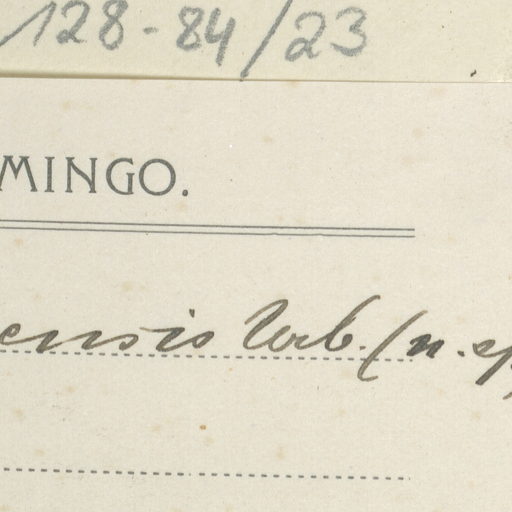 128-84/23
MINGO.
ensis Urb. (n. sp